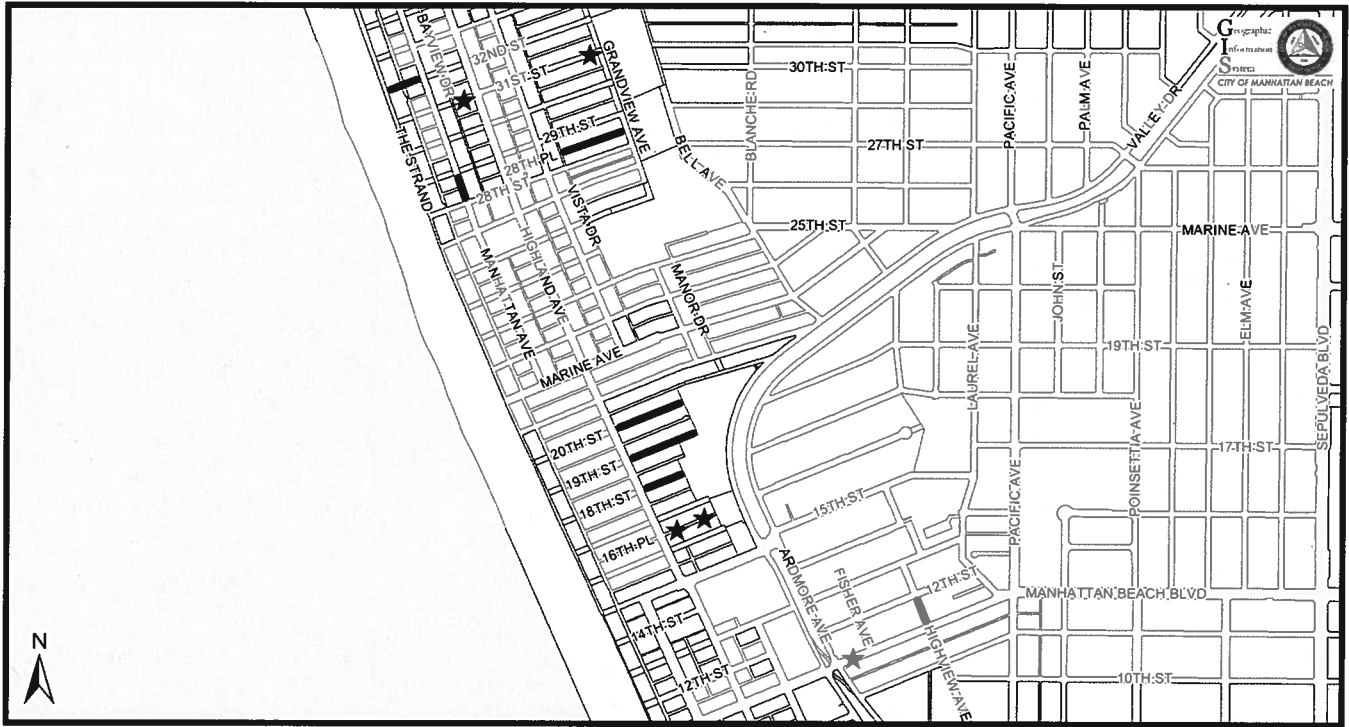 Geographic
Information
System
CITY OF MANHATTAN BEACH
BAYVIEW DR
32ND ST
31ST ST
GRANDVIEW AVE
30TH ST
BLANCHE RD
PACIFIC AVE
PALM AVE
VALLEY DR
THE STRAND
29TH ST
28TH PL
28TH ST
BELL AVE
27TH ST
VISTA DR
25TH ST
MARINE AVE
HIGHLAND AVE
MANHATTAN AVE
MANOR DR
JOHN ST
ELM AVE
MARINE AVE
19TH ST
LAUREL AVE
SEPULVEDA BLVD
POINSETTIA AVE
20TH ST
19TH ST
18TH ST
17TH ST
PACIFIC AVE
15TH ST
16TH PL
ARDMORE AVE
FISHER AVE
12TH ST
MANHATTAN BEACH BLVD
HIGHVIEW AVE
14TH ST
12TH ST
10TH ST
N